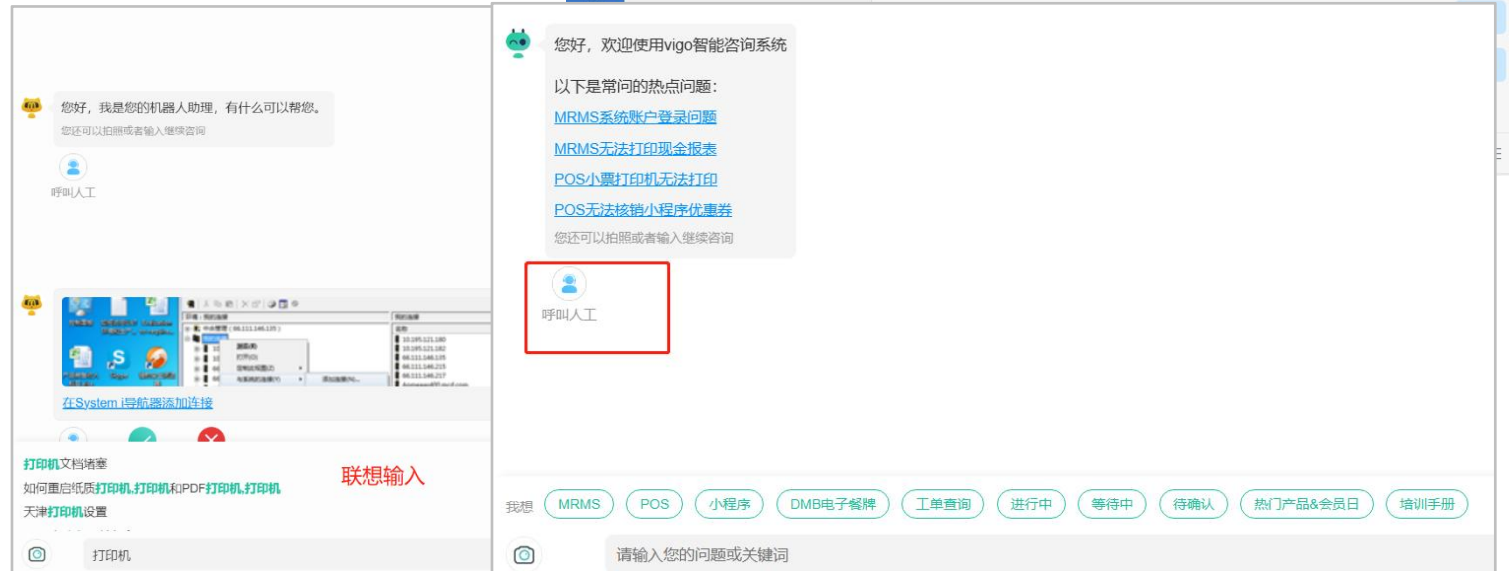 您好，我是您的机器人助理，有什么可以帮您。
您还可以拍照或者输入继续咨询
呼叫人工
在System i导航器添加连接
打印机文档堵塞
如何重启纸质打印机,打印机和PDF打印机,打印机
天津打印机设置
联想输入
打印机
您好，欢迎使用vigo智能咨询系统
以下是常问的热点问题：
MRMS系统账户登录问题
MRMS无法打印现金报表
POS小票打印机无法打印
POS无法核销小程序优惠券
您还可以拍照或者输入继续咨询
呼叫人工
我想 MRMS POS 小程序 DMB电子餐牌 工单查询 进行中 等待中 待确认 热门产品&会员日 培训手册
请输入您的问题或关键词